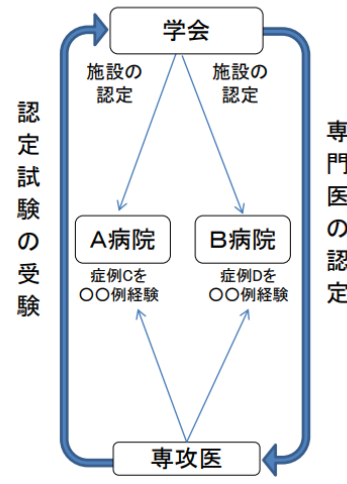 学会
施設の
認定
施設の
認定
認定試験の受験
専門医の認定
A病院
B病院
症例Cを
〇〇例経験
症例Dを
〇〇例経験
専攻医